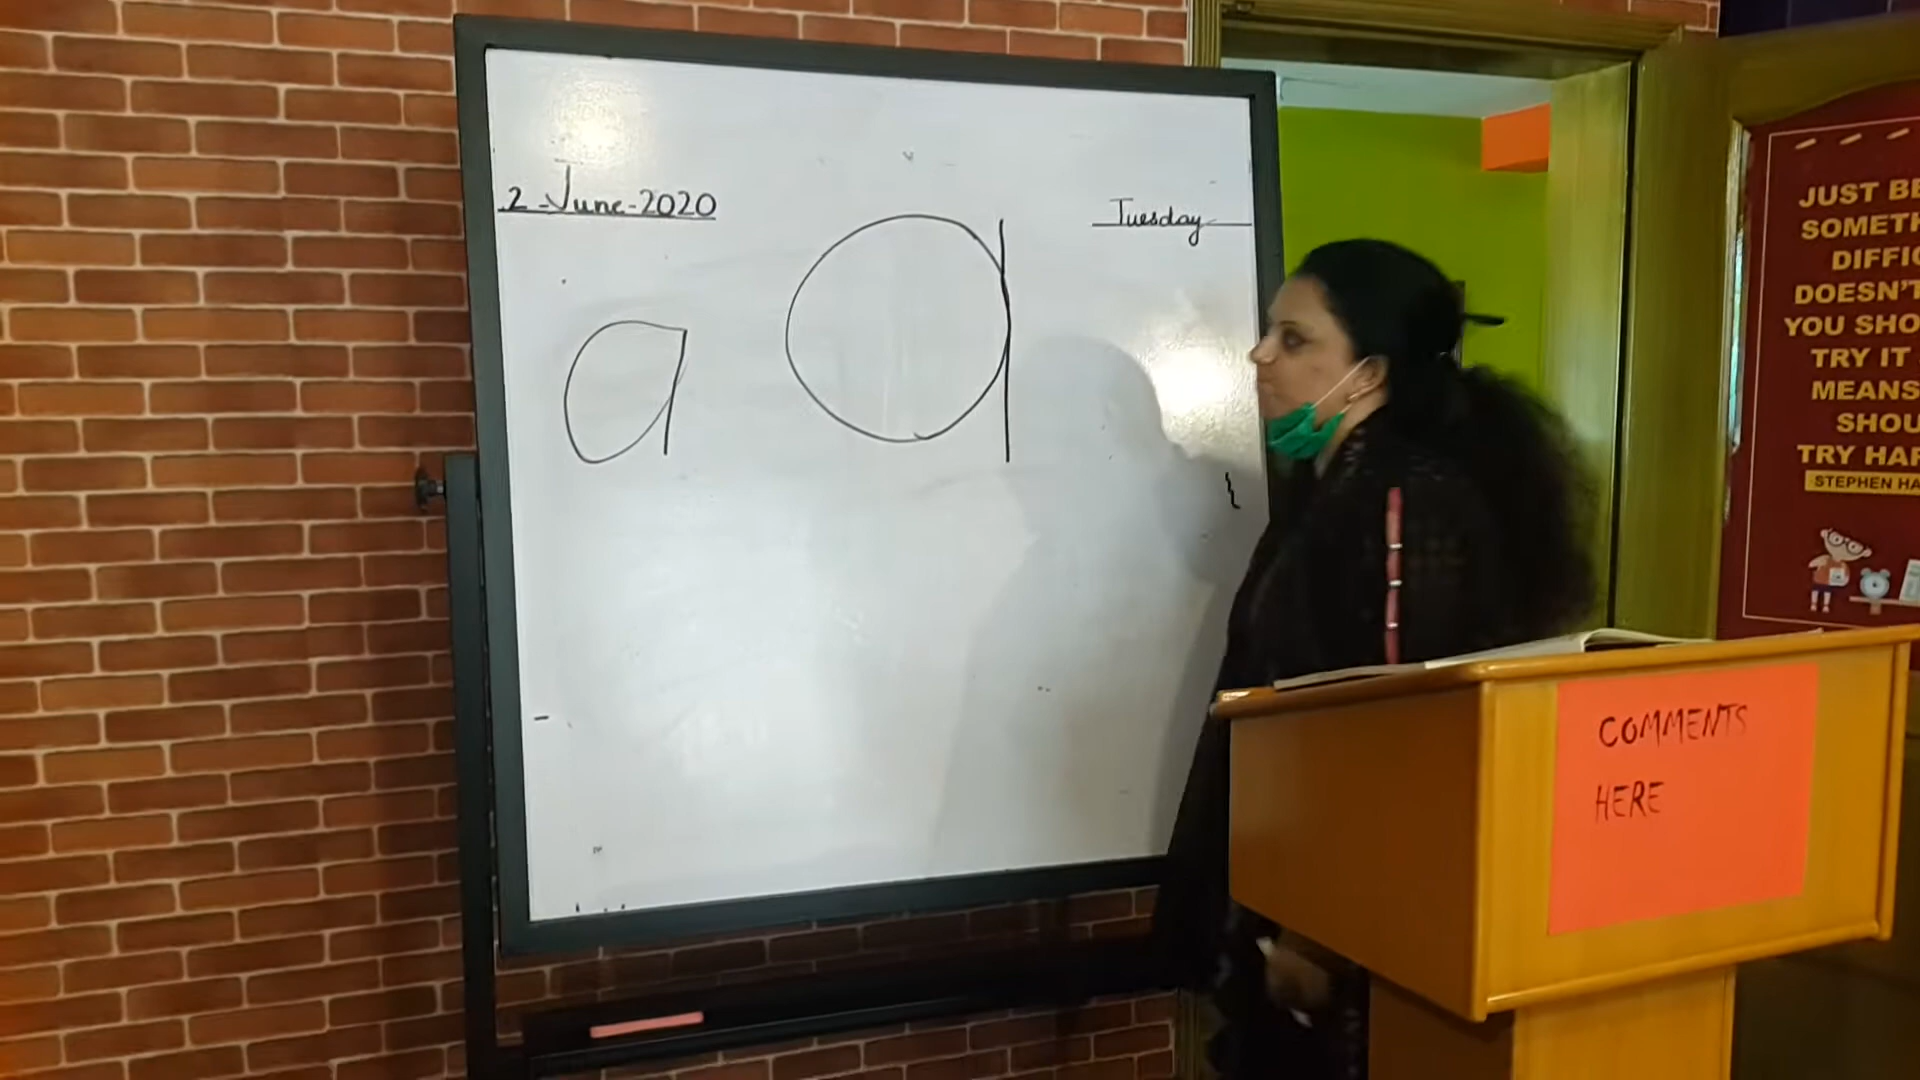 2-June-2020
Tuesday
a a
JUST BE
SOMETH
DIFFIC
DOESN'T
YOU SHO
TRY IT
MEANS
SHOU
TRY HAR
STEPHEN HA
COMMENTS
HERE